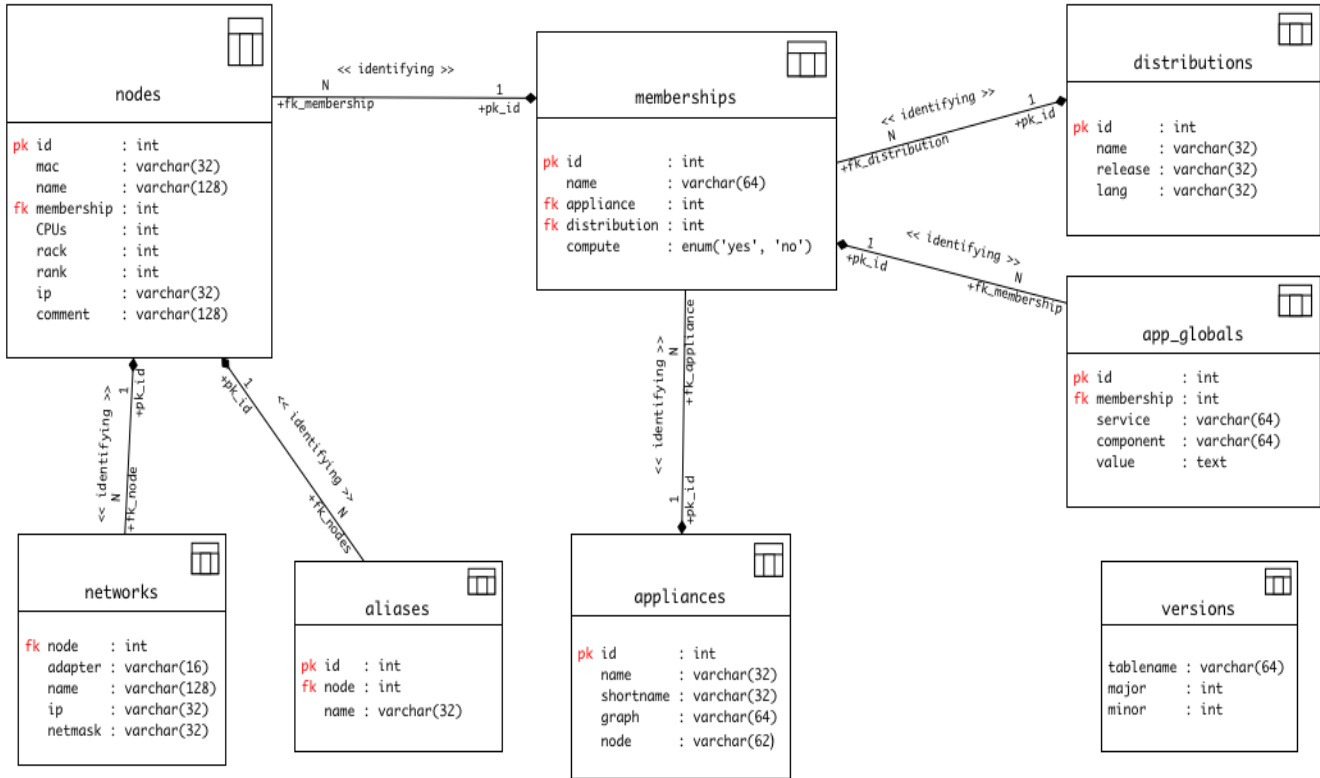 nodes
pk id : int
mac : varchar(32)
name : varchar(128)
fk membership : int
CPUs : int
rack : int
rank : int
ip : varchar(32)
comment : varchar(128)
<< identifying >>
N
1
+fk_membership
+pk_id
memberships
pk id : int
name : varchar(64)
fk appliance : int
fk distribution : int
compute : enum('yes', 'no')
<< identifying >>
N
1
+fk_distribution
+pk_id
distributions
pk id : int
name : varchar(32)
release : varchar(32)
lang : varchar(32)
<< identifying >>
1
N
+pk_id
+fk_membership
app_globals
pk id : int
fk membership : int
service : varchar(64)
component : varchar(64)
value : text
<< identifying >>
1
N
+pk_id
+fk_node
<< identifying >>
1
N
+pk_id
+fk_nodes
<< identifying >>
N
1
+fk_appliance
+pk_id
networks
fk node : int
adapter : varchar(16)
name : varchar(128)
ip : varchar(32)
netmask : varchar(32)
aliases
pk id : int
fk node : int
name : varchar(32)
appliances
pk id : int
name : varchar(32)
shortname : varchar(32)
graph : varchar(64)
node : varchar(62)
versions
tablename : varchar(64)
major : int
minor : int